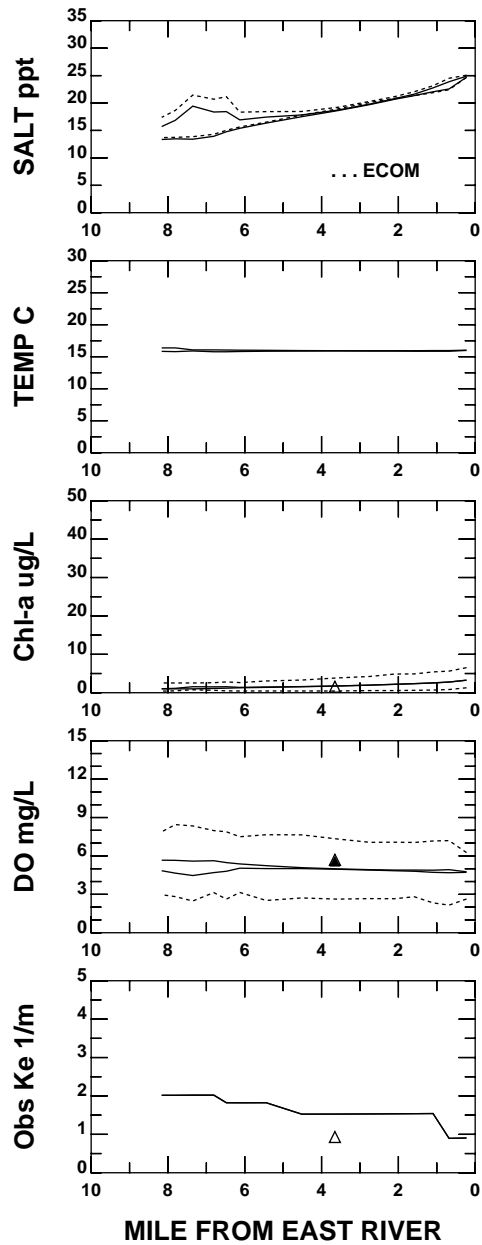 SALT ppt
35
30
25
20
15
10
5
0
. . . ECOM
10 8 6 4 2 0
TEMP C
30
25
20
15
10
5
0
10 8 6 4 2 0
Chl-a ug/L
50
40
30
20
10
0
10 8 6 4 2 0
DO mg/L
15
12
9
6
3
0
10 8 6 4 2 0
Obs Ke 1/m
5
4
3
2
1
0
10 8 6 4 2 0
MILE FROM EAST RIVER